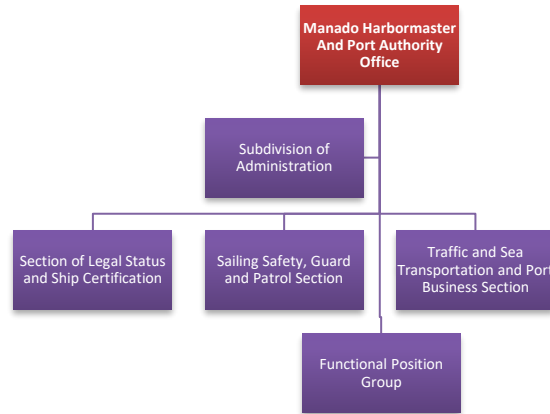 Manado Harbormaster
And Port Authority
Office
Subdivision of
Administration
Section of Legal Status
and Ship Certification
Sailing Safety, Guard
and Patrol Section
Traffic and Sea
Transportation and Port
Business Section
Functional Position
Group